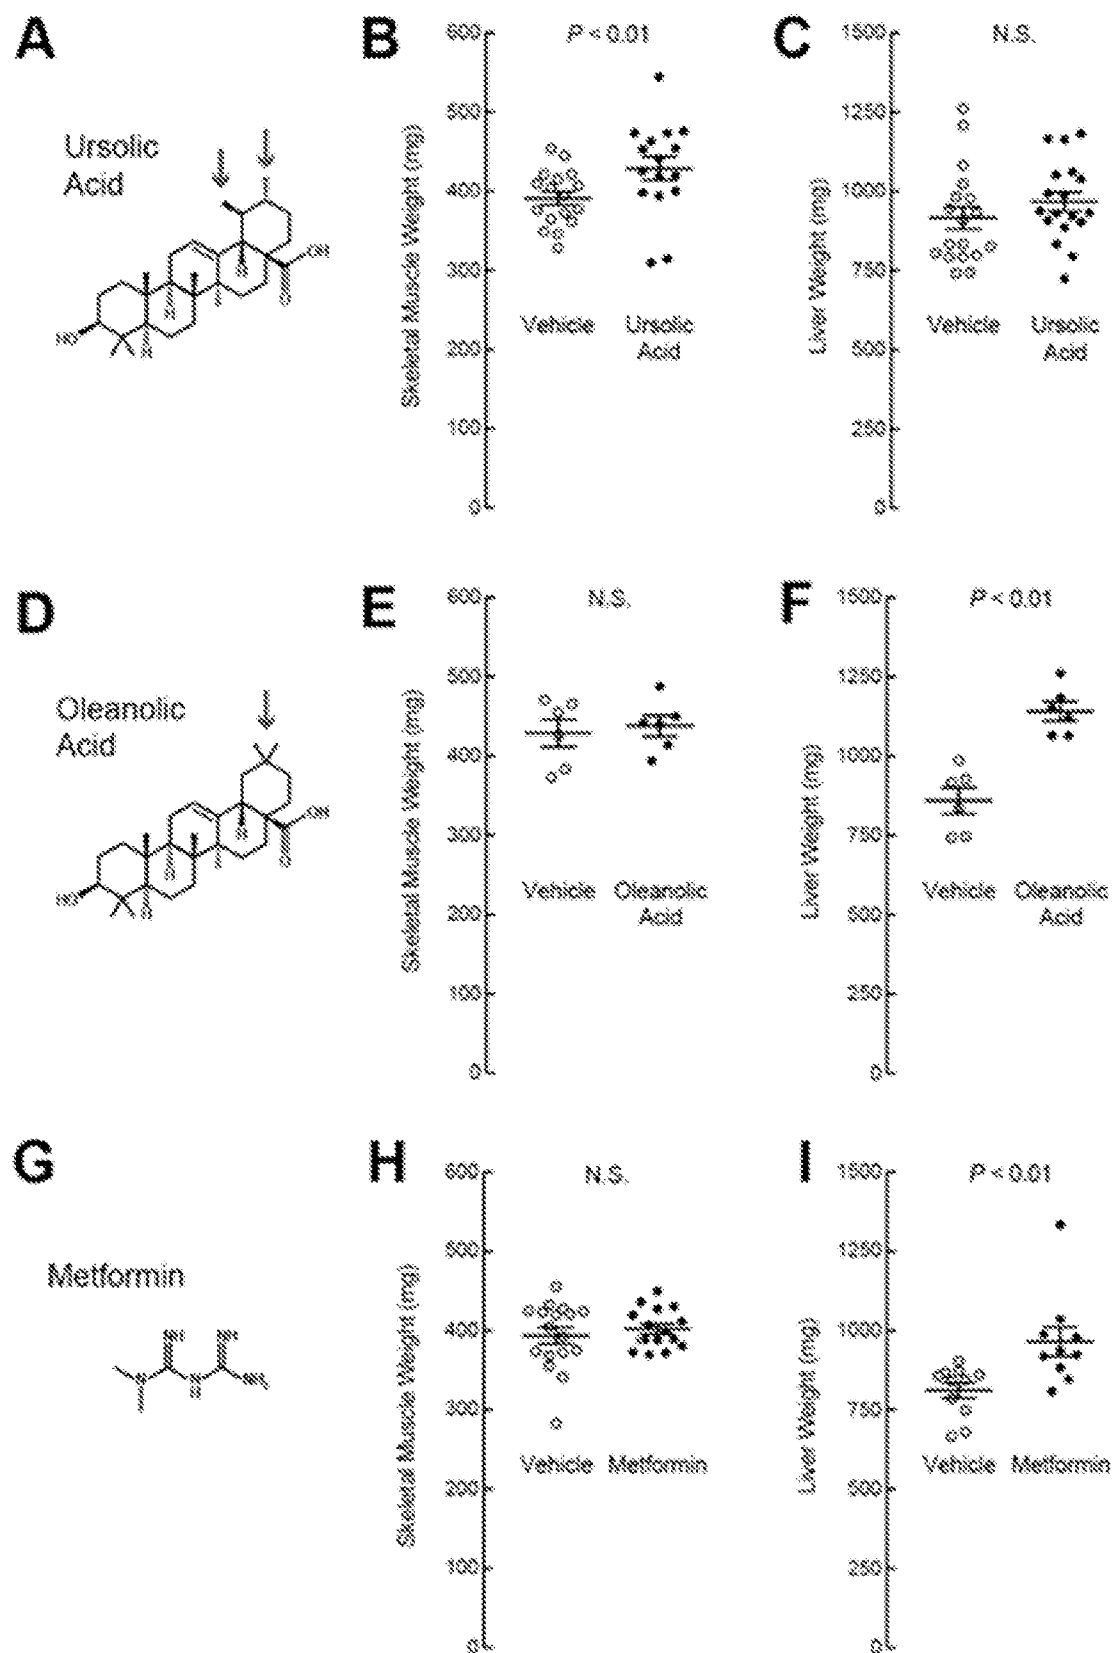 A
Ursolic
Acid
OH
O
H
H
H
HO
B
P < 0.01
Skeletal Muscle Weight (mg)
600
500
400
300
200
100
0
Vehicle
Ursolic
Acid
C
N.S.
Liver Weight (mg)
1500
1250
1000
750
500
250
0
Vehicle
Ursolic
Acid
D
Oleanolic
Acid
OH
O
H
H
H
HO
E
N.S.
Skeletal Muscle Weight (mg)
600
500
400
300
200
100
0
Vehicle
Oleanolic
Acid
F
P < 0.01
Liver Weight (mg)
1500
1250
1000
750
500
250
0
Vehicle
Oleanolic
Acid
G
Metformin
NH
NH
N
N
H
NH₂
H
N.S.
Skeletal Muscle Weight (mg)
600
500
400
300
200
100
0
Vehicle
Metformin
I
P < 0.01
Liver Weight (mg)
1500
1250
1000
750
500
250
0
Vehicle
Metformin